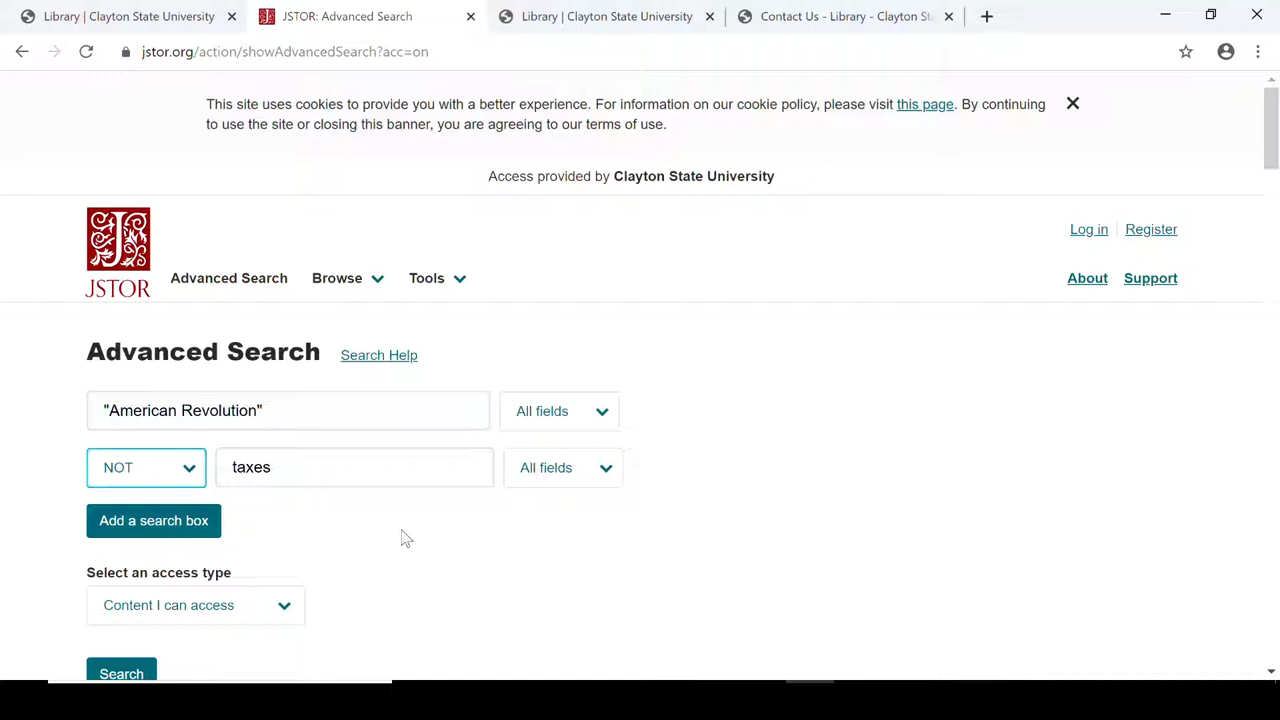 Library | Clayton State University
JSTOR: Advanced Search
Library | Clayton State University
Contact Us - Library - Clayton St
jstor.org/action/showAdvancedSearch?acc=on
This site uses cookies to provide you with a better experience. For information on our cookie policy, please visit this page. By continuing
to use the site or closing this banner, you are agreeing to our terms of use.
Access provided by Clayton State University
Log in Register
JSTOR
Advanced Search Browse Tools
About Support
Advanced Search Search Help
"American Revolution" All fields
NOT taxes All fields
Add a search box
Select an access type
Content I can access
Search